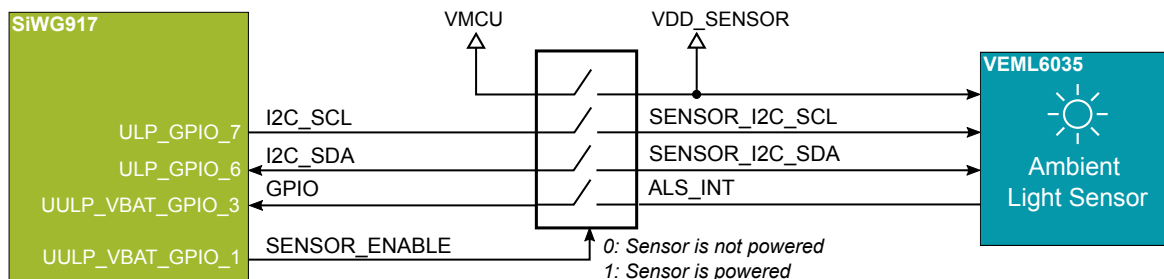 SiWG917
VMCU
VDD_SENSOR
VEML6035
ULP_GPIO_7
I2C_SCL
SENSOR_I2C_SCL
ULP_GPIO_6
I2C_SDA
SENSOR_I2C_SDA
Ambient
Light Sensor
UULP_VBAT_GPIO_3
GPIO
ALS_INT
UULP_VBAT_GPIO_1
SENSOR_ENABLE
0: Sensor is not powered
1: Sensor is powered